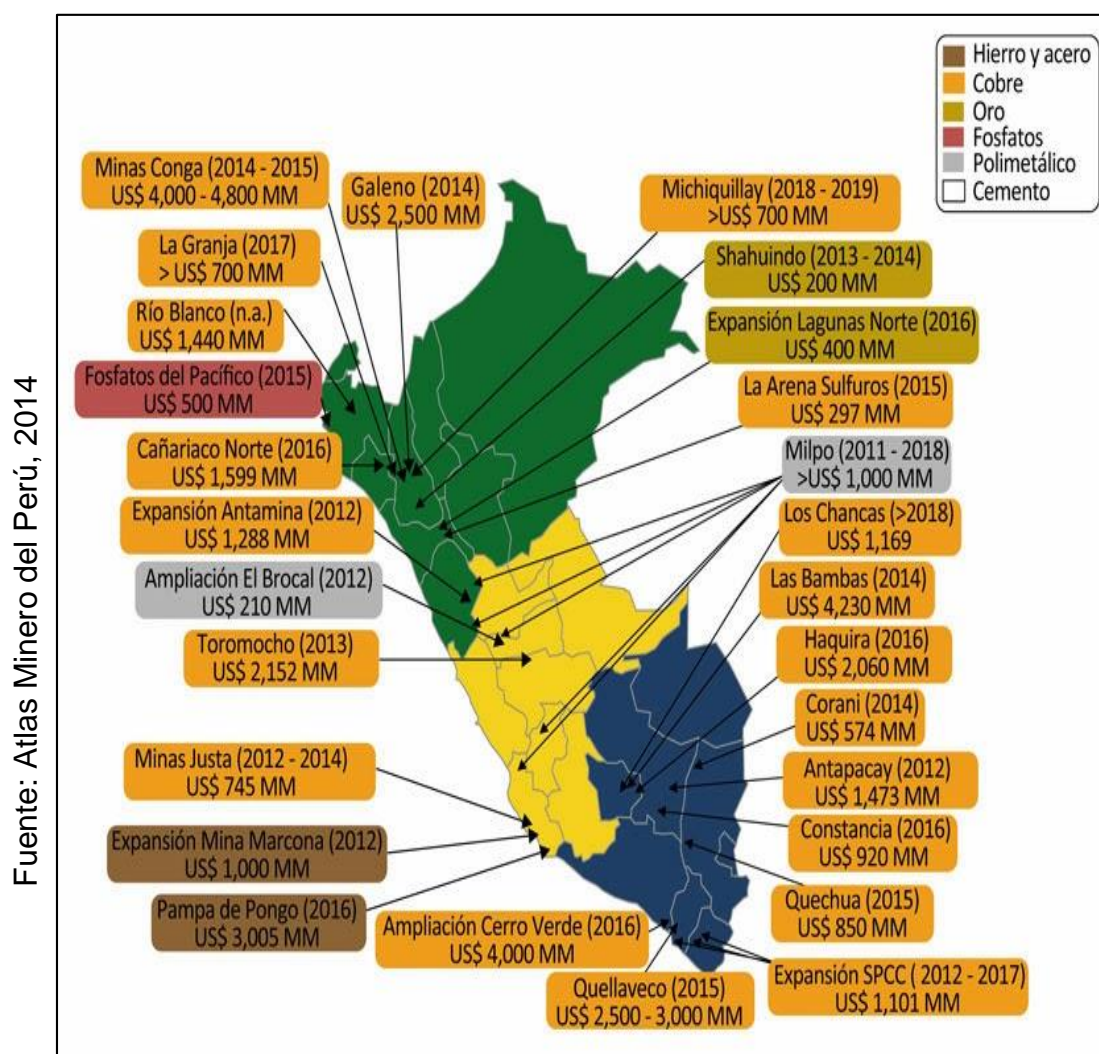 Fuente: Atlas Minero del Perú, 2014
Hierro y acero
Cobre
Oro
Fosfatos
Polimetálico
Cemento
Minas Conga (2014 - 2015)
US$ 4,000 - 4,800 MM
Galeno (2014)
US$ 2,500 MM
Michiquillay (2018 - 2019)
>US$ 700 MM
La Granja (2017)
> US$ 700 MM
Shahuindo (2013 - 2014)
US$ 200 MM
Río Blanco (n.a.)
US$ 1,440 MM
Expansión Lagunas Norte (2016)
US$ 400 MM
Fosfatos del Pacífico (2015)
US$ 500 MM
La Arena Sulfuros (2015)
US$ 297 MM
Cañariaco Norte (2016)
US$ 1,599 MM
Milpo (2011 - 2018)
>US$ 1,000 MM
Expansión Antamina (2012)
US$ 1,288 MM
Los Chancas (>2018)
US$ 1,169
Ampliación El Brocal (2012)
US$ 210 MM
Las Bambas (2014)
US$ 4,230 MM
Toromocho (2013)
US$ 2,152 MM
Haquira (2016)
US$ 2,060 MM
Corani (2014)
US$ 574 MM
Minas Justa (2012 - 2014)
US$ 745 MM
Antapacay (2012)
US$ 1,473 MM
Expansión Mina Marcona (2012)
US$ 1,000 MM
Constancia (2016)
US$ 920 MM
Pampa de Pongo (2016)
US$ 3,005 MM
Quechua (2015)
US$ 850 MM
Ampliación Cerro Verde (2016)
US$ 4,000 MM
Quellaveco (2015)
US$ 2,500 - 3,000 MM
Expansión SPCC ( 2012 - 2017)
US$ 1,101 MM